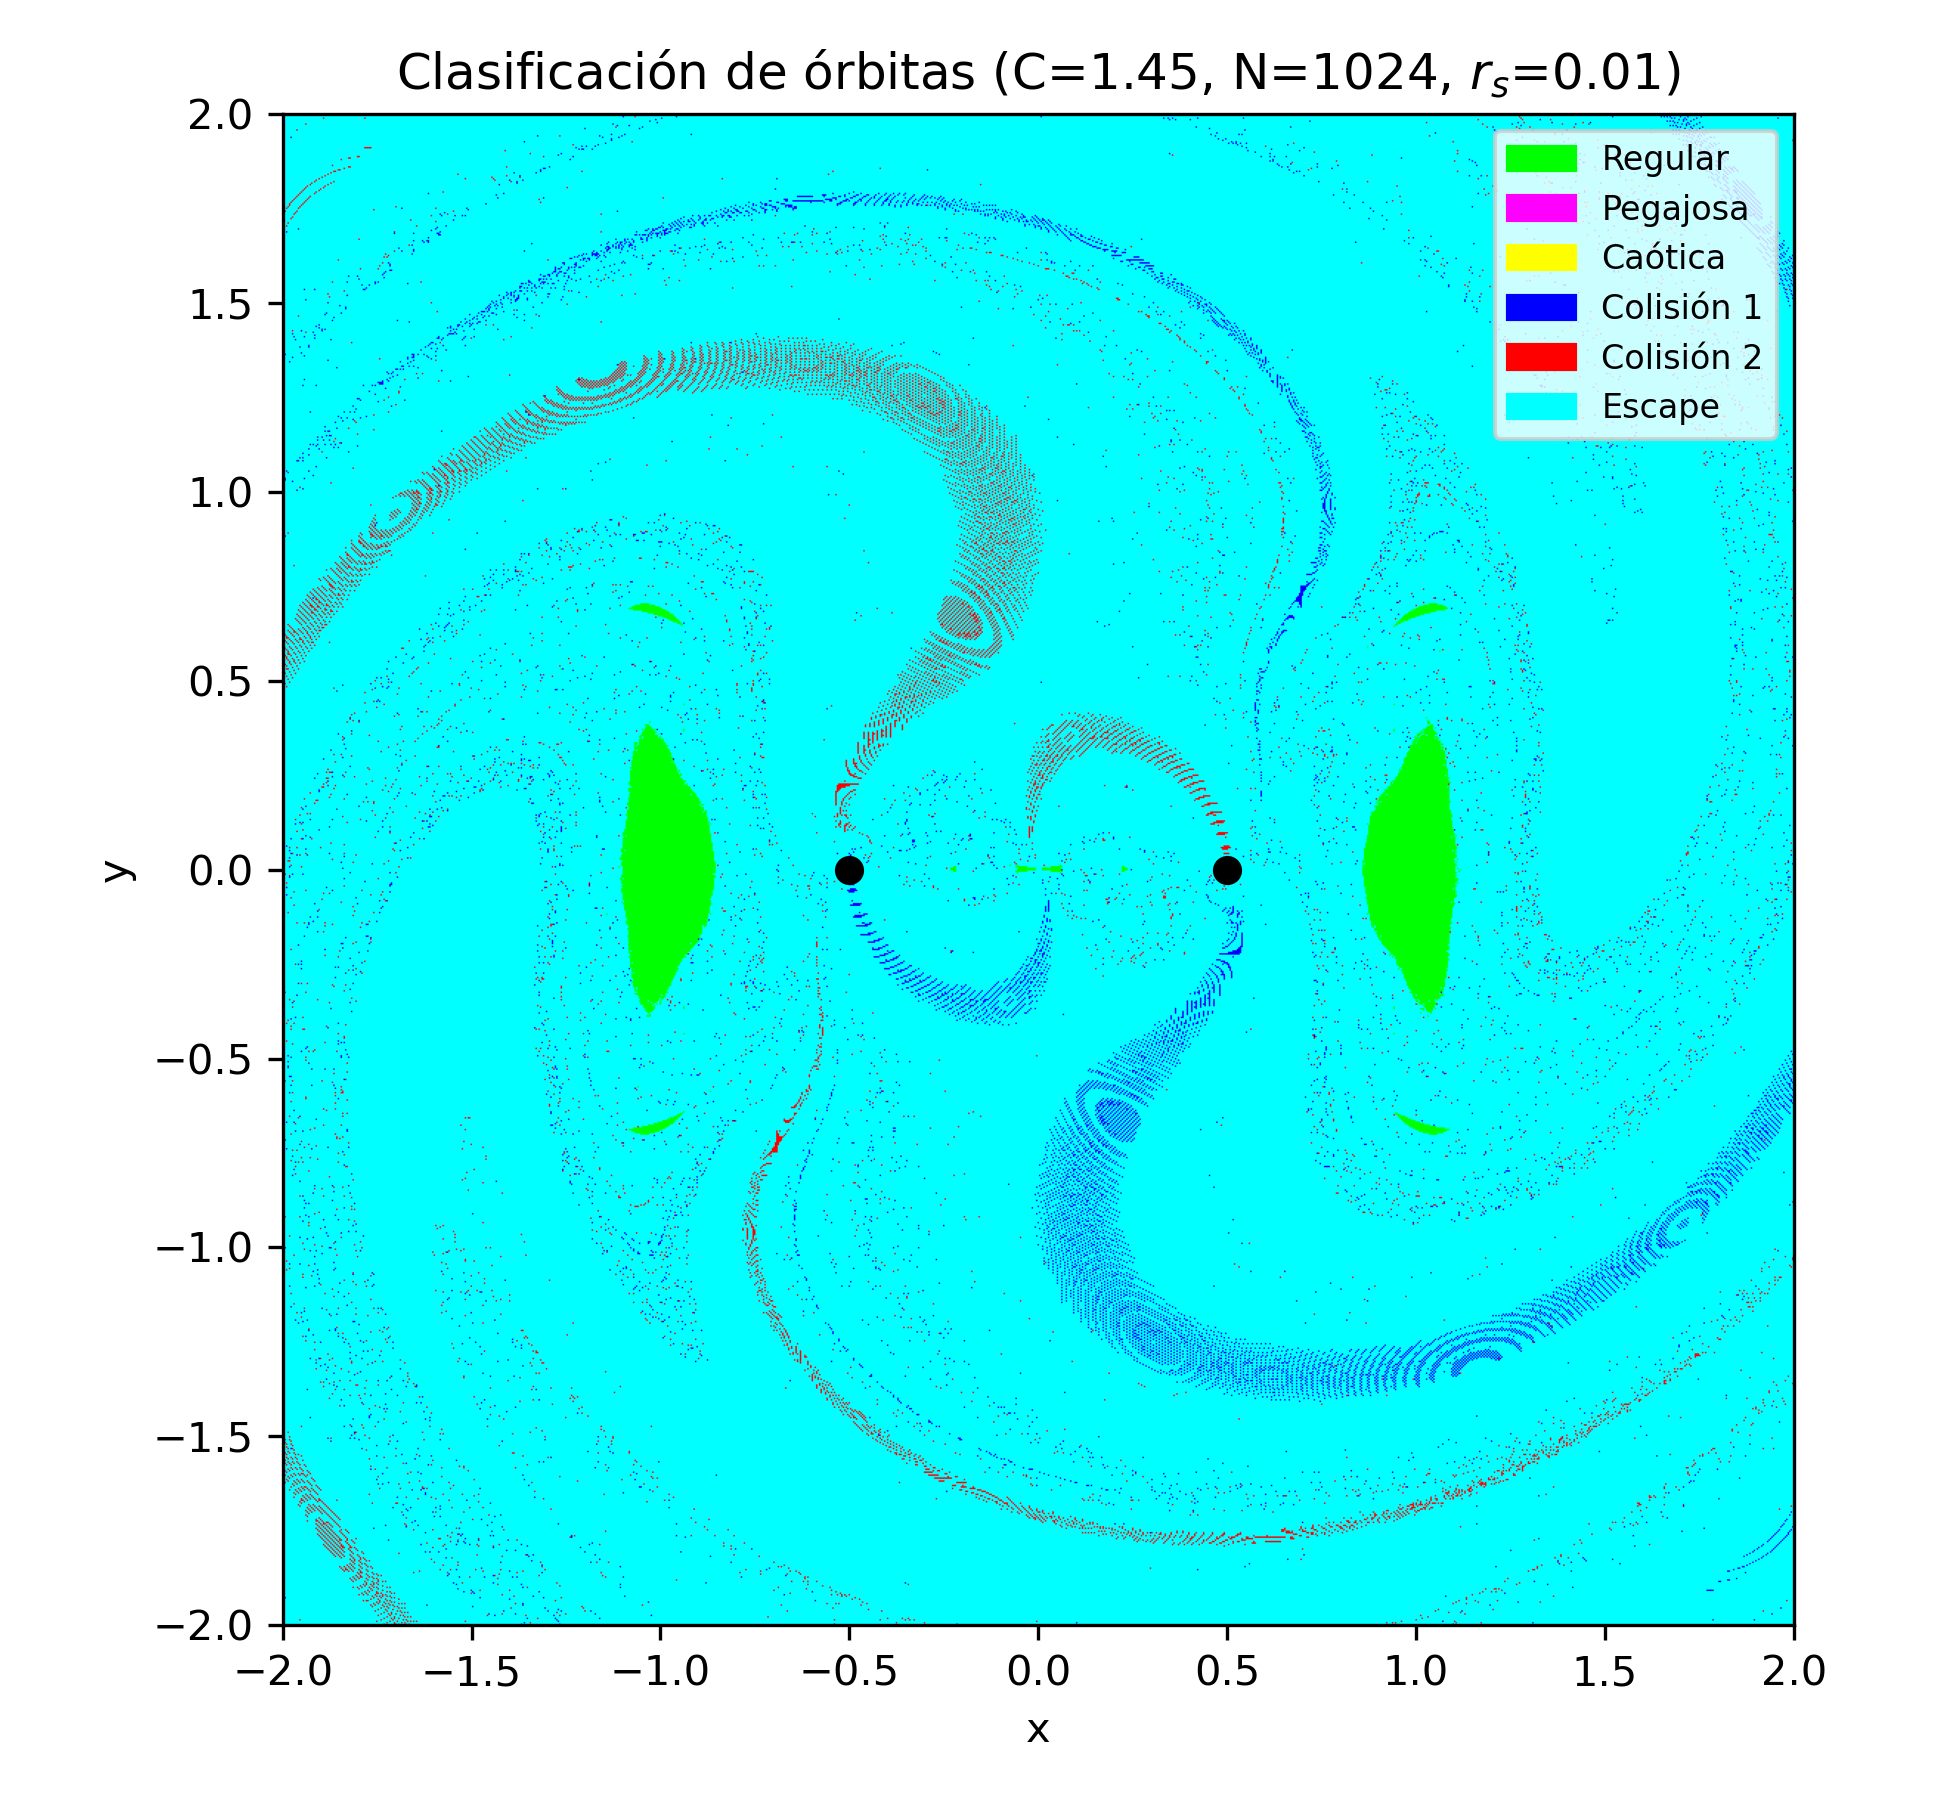 Clasificación de órbitas (C=1.45, N=1024, rₛ=0.01)
Regular
Pegajosa
Caótica
Colisión 1
Colisión 2
Escape
y
2.0
1.5
1.0
0.5
0.0
−0.5
−1.0
−1.5
−2.0
−2.0 −1.5 −1.0 −0.5 0.0 0.5 1.0 1.5 2.0
x